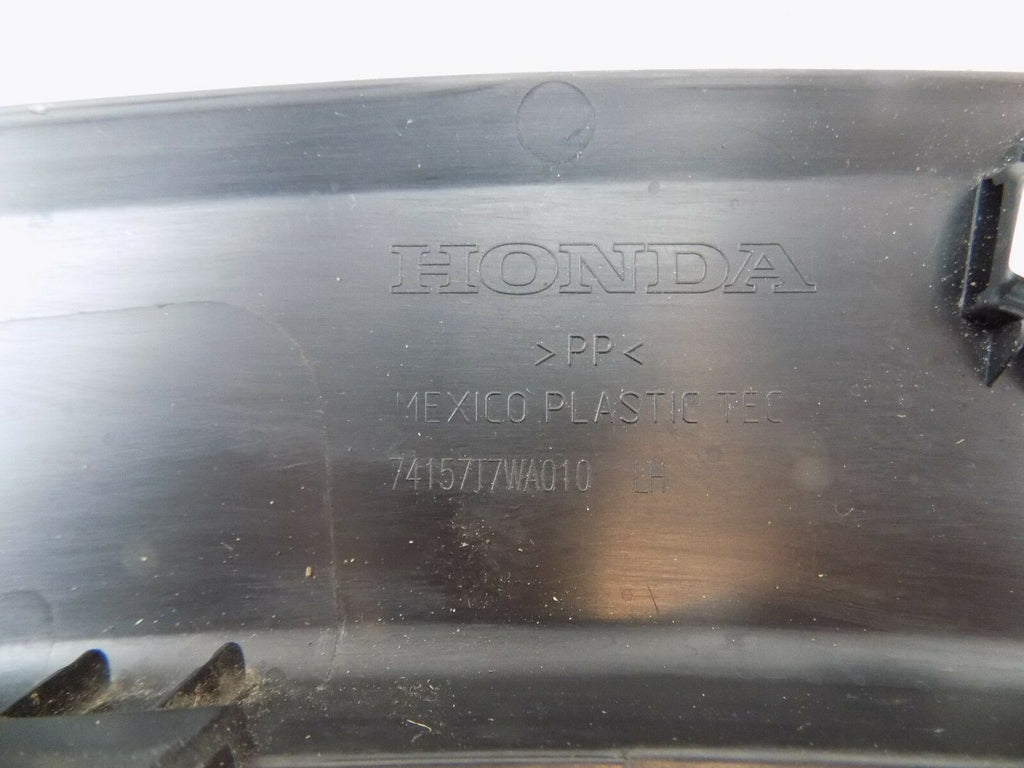 HONDA
>PP<
MEXICO PLASTIC TEC
74157T7WA010 LH